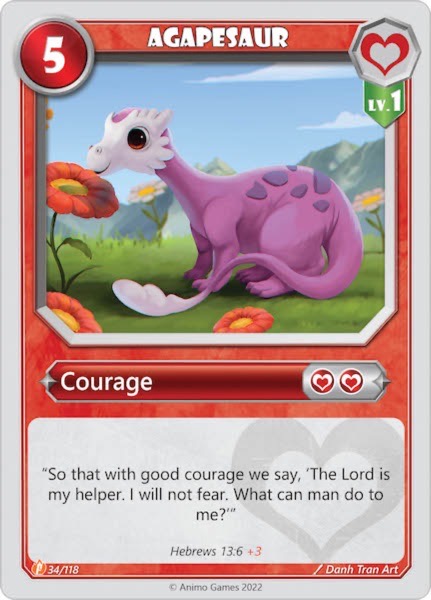 5
AGAPESAUR
LV.1
Courage
“So that with good courage we say, ‘The Lord is
my helper. I will not fear. What can man do to
me?’”
Hebrews 13:6 +3
34/118
Danh Tran Art
© Animo Games 2022